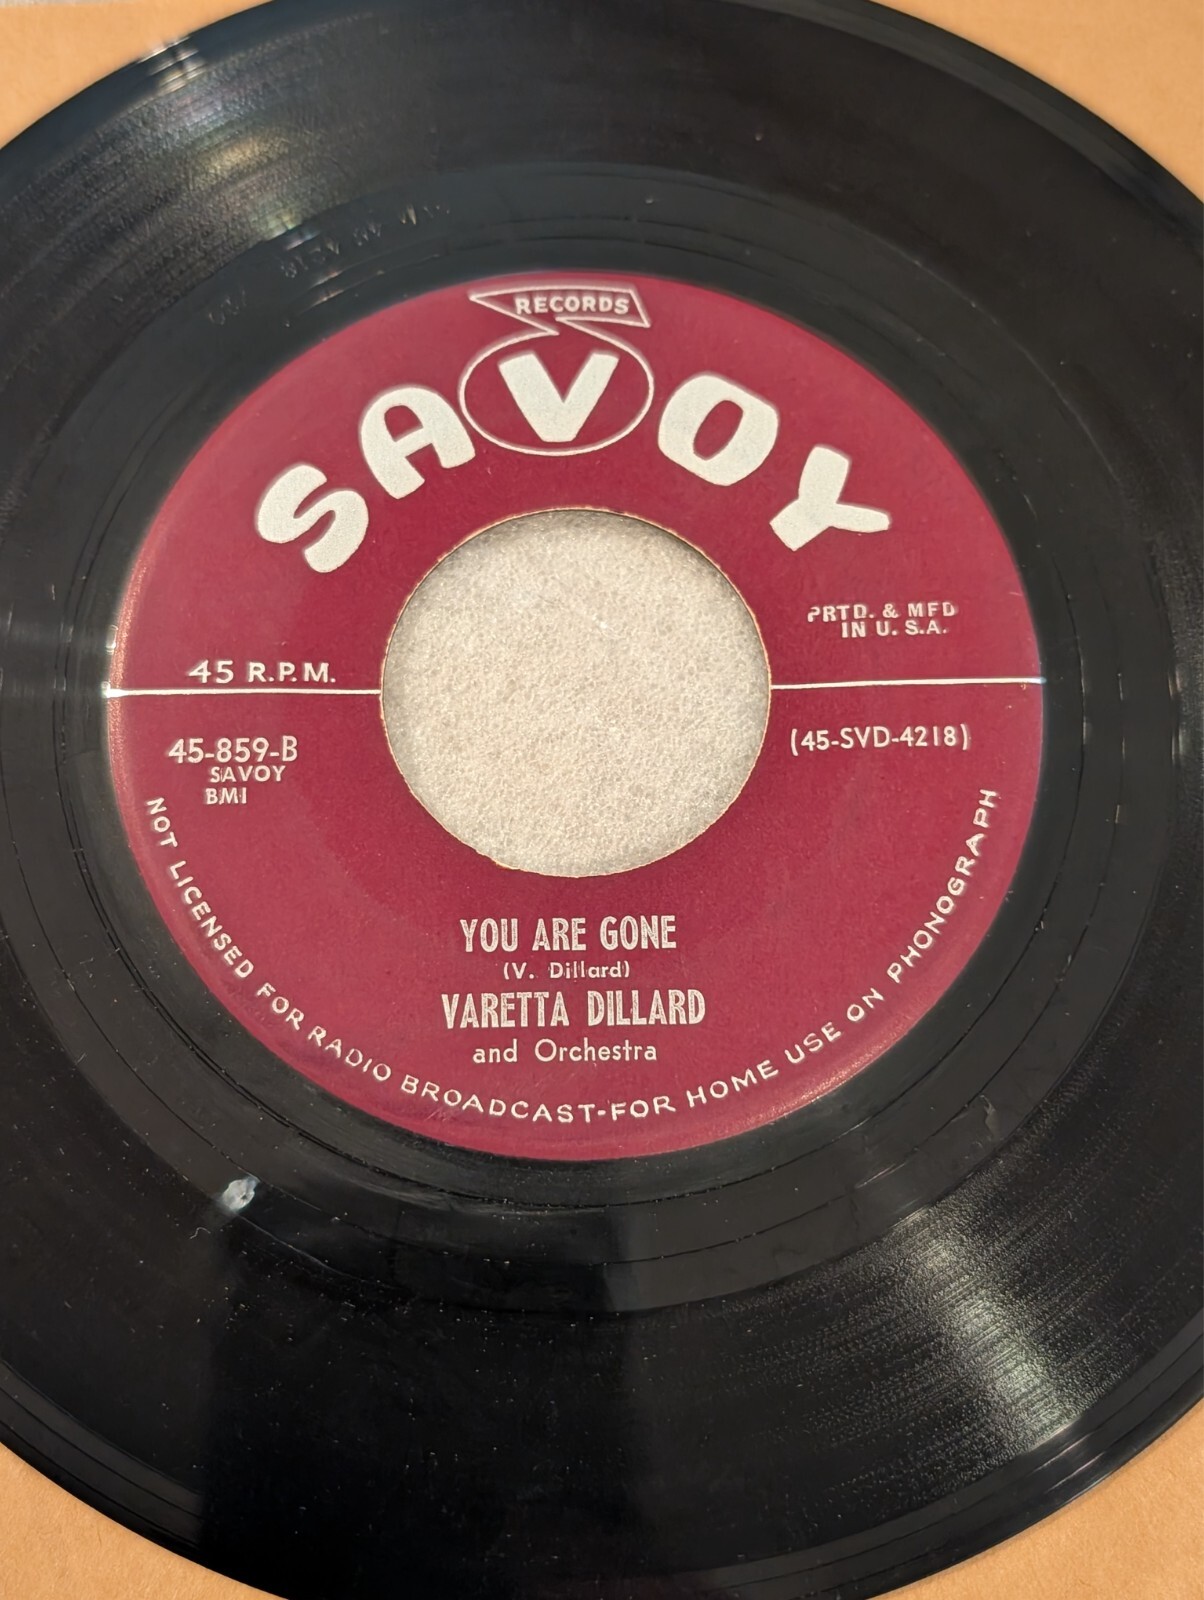 RECORDS
SAVOY
PRTD. & MFD
IN U. S. A.
45 R.P.M.
45-859-B
SAVOY
BMI
(45-SVD-4218)
YOU ARE GONE
(V. Dillard)
VARETTA DILLARD
and Orchestra
NOT LICENSED FOR RADIO BROADCAST-FOR HOME USE ON PHONOGRAPH